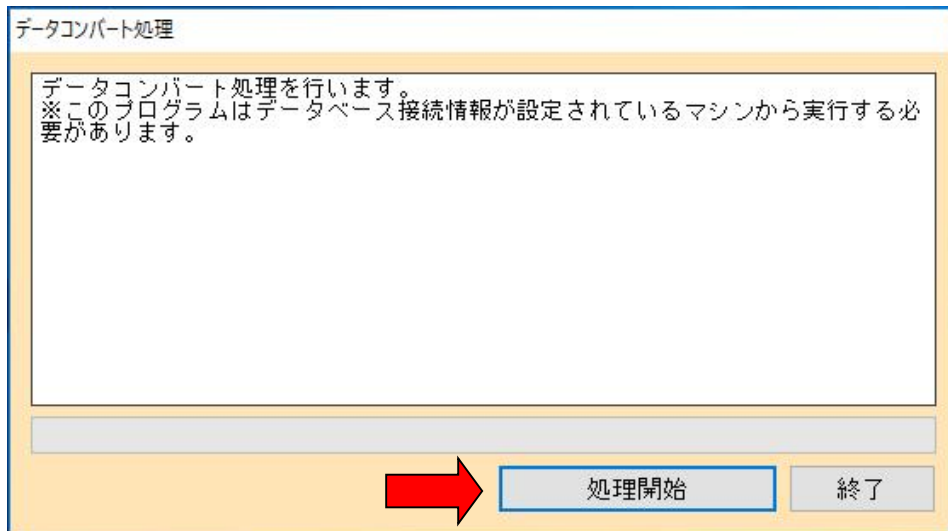 データコンバート処理
データコンバート処理を行います。
※このプログラムはデータベース接続情報が設定されているマシンから実行する必
要があります。
処理開始
終了